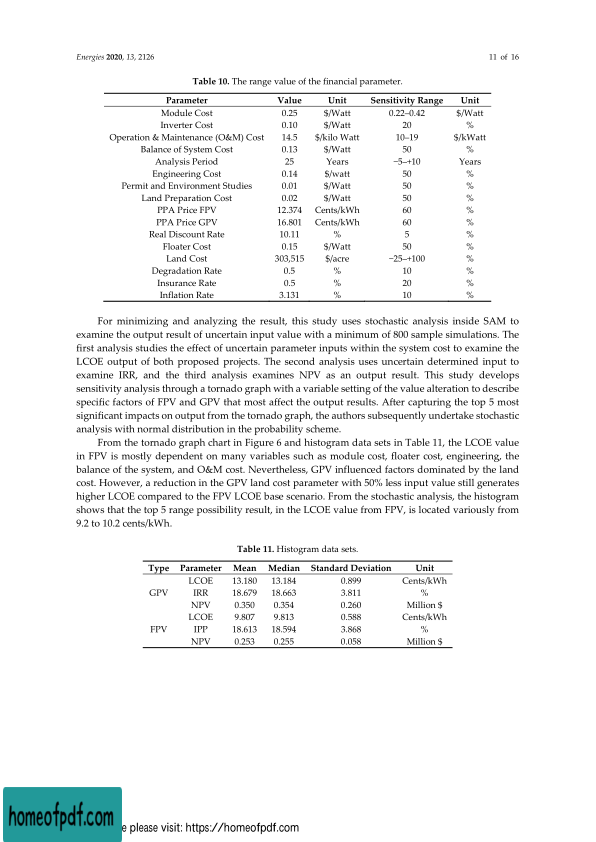 Energies 2020, 13, 2126 11 of 16
Table 10. The range value of the financial parameter.
Parameter Value Unit Sensitivity Range Unit
Module Cost 0.25 $/Watt 0.22–0.42 $/Watt
Inverter Cost 0.10 $/Watt 20 %
Operation & Maintenance (O&M) Cost 14.5 $/kilo Watt 10–19 $/kWatt
Balance of System Cost 0.13 $/Watt 50 %
Analysis Period 25 Years −5–+10 Years
Engineering Cost 0.14 $/watt 50 %
Permit and Environment Studies 0.01 $/Watt 50 %
Land Preparation Cost 0.02 $/Watt 50 %
PPA Price FPV 12.374 Cents/kWh 60 %
PPA Price GPV 16.801 Cents/kWh 60 %
Real Discount Rate 10.11 % 5 %
Floater Cost 0.15 $/Watt 50 %
Land Cost 303,515 $/acre −25–+100 %
Degradation Rate 0.5 % 10 %
Insurance Rate 0.5 % 20 %
Inflation Rate 3.131 % 10 %
For minimizing and analyzing the result, this study uses stochastic analysis inside SAM to
examine the output result of uncertain input value with a minimum of 800 sample simulations. The
first analysis studies the effect of uncertain parameter inputs within the system cost to examine the
LCOE output of both proposed projects. The second analysis uses uncertain determined input to
examine IRR, and the third analysis examines NPV as an output result. This study develops
sensitivity analysis through a tornado graph with a variable setting of the value alteration to describe
specific factors of FPV and GPV that most affect the output results. After capturing the top 5 most
significant impacts on output from the tornado graph, the authors subsequently undertake stochastic
analysis with normal distribution in the probability scheme.
From the tornado graph chart in Figure 6 and histogram data sets in Table 11, the LCOE value
in FPV is mostly dependent on many variables such as module cost, floater cost, engineering, the
balance of the system, and O&M cost. Nevertheless, GPV influenced factors dominated by the land
cost. However, a reduction in the GPV land cost parameter with 50% less input value still generates
higher LCOE compared to the FPV LCOE base scenario. From the stochastic analysis, the histogram
shows that the top 5 range possibility result, in the LCOE value from FPV, is located variously from
9.2 to 10.2 cents/kWh.
Table 11. Histogram data sets.
Type Parameter Mean Median Standard Deviation Unit
LCOE 13.180 13.184 0.899 Cents/kWh
GPV IRR 18.679 18.663 3.811 %
NPV 0.350 0.354 0.260 Million $
LCOE 9.807 9.813 0.588 Cents/kWh
FPV IPP 18.613 18.594 3.868 %
NPV 0.253 0.255 0.058 Million $
homeofpdf.com
e please visit: https://homeofpdf.com